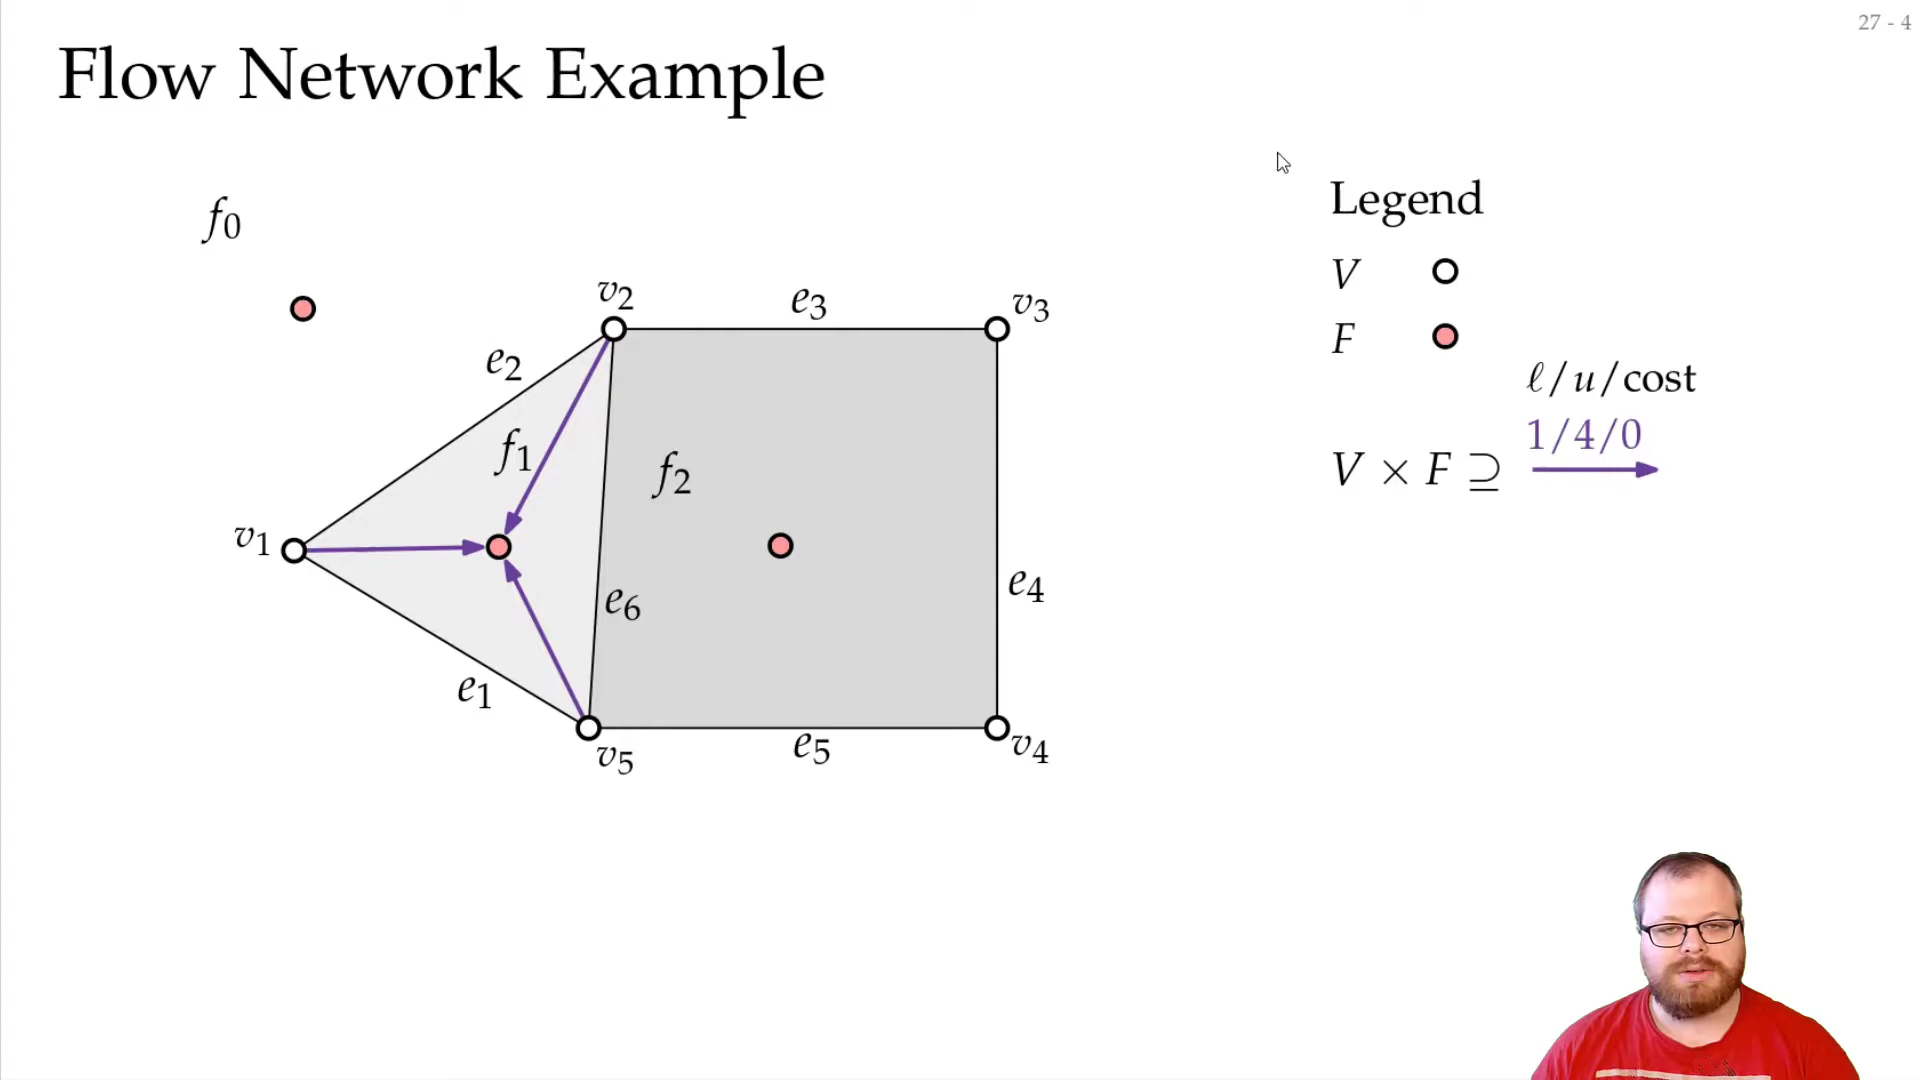 27 - 4
Flow Network Example
f0
v2
e3
v3
e2
f1
f2
v1
e6
e4
e1
v5
e5
v4
Legend
V
F
ℓ/u/cost
1/4/0
V × F ⊇